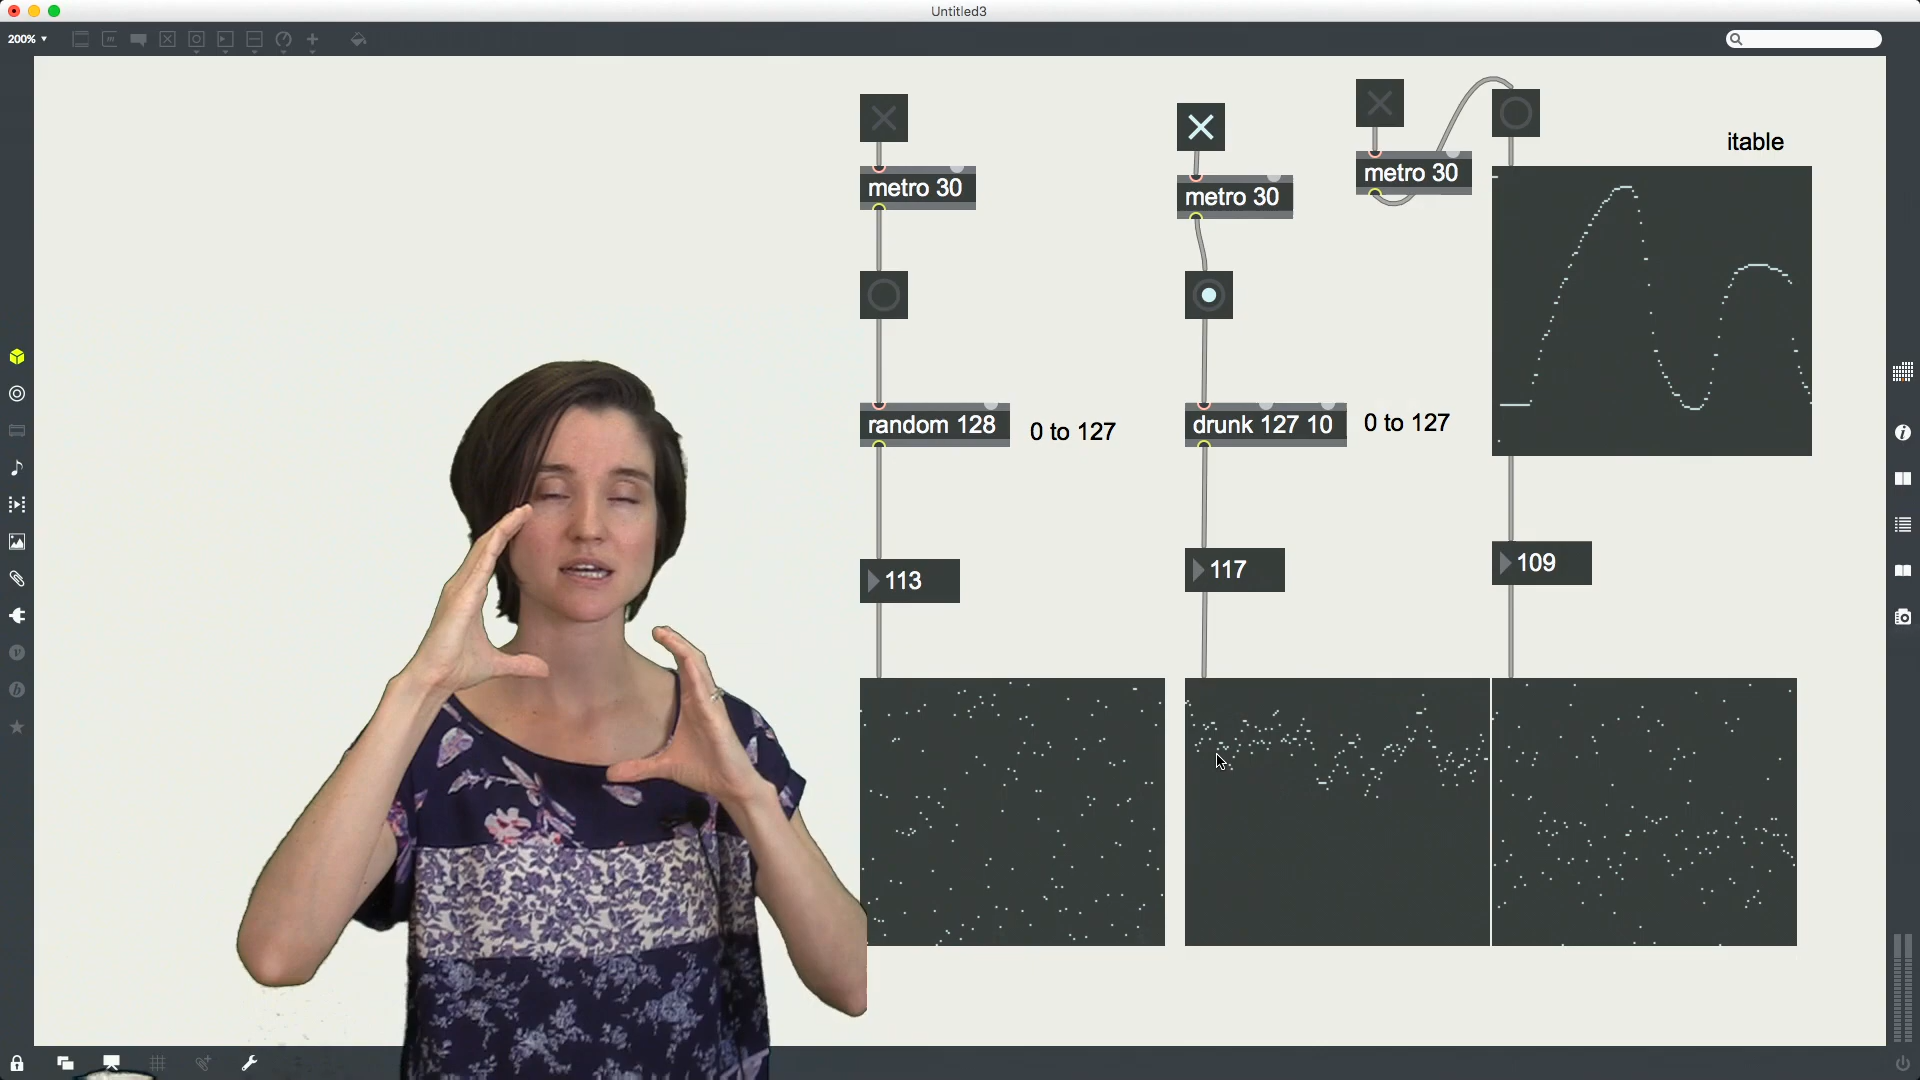 Untitled3
200%
itable
metro 30
metro 30
metro 30
random 128
0 to 127
drunk 127 10
0 to 127
113
117
109